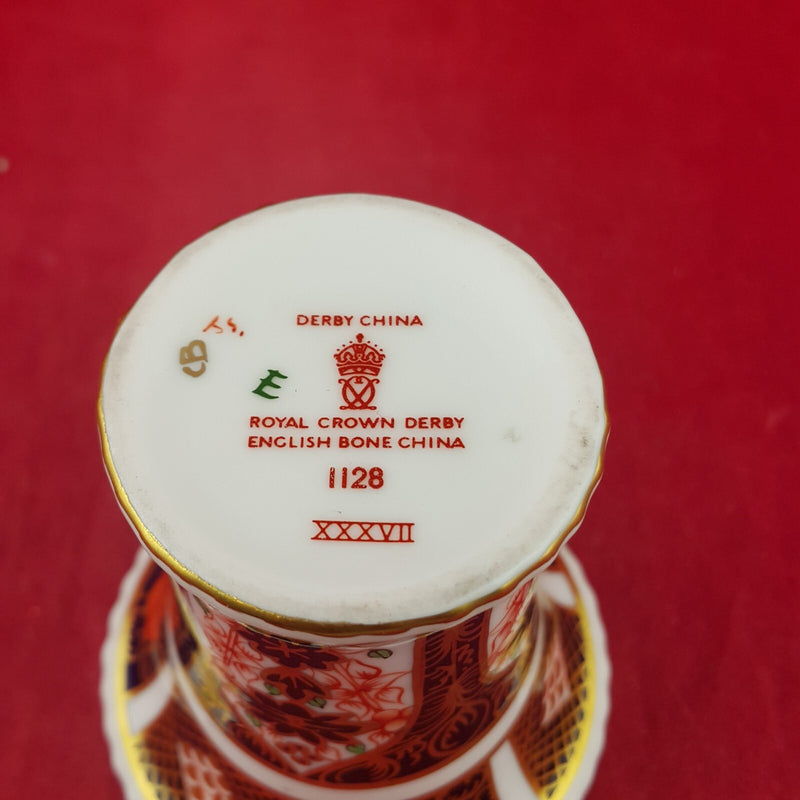 DERBY CHINA
E
ROYAL CROWN DERBY
ENGLISH BONE CHINA
1128
XXXVII